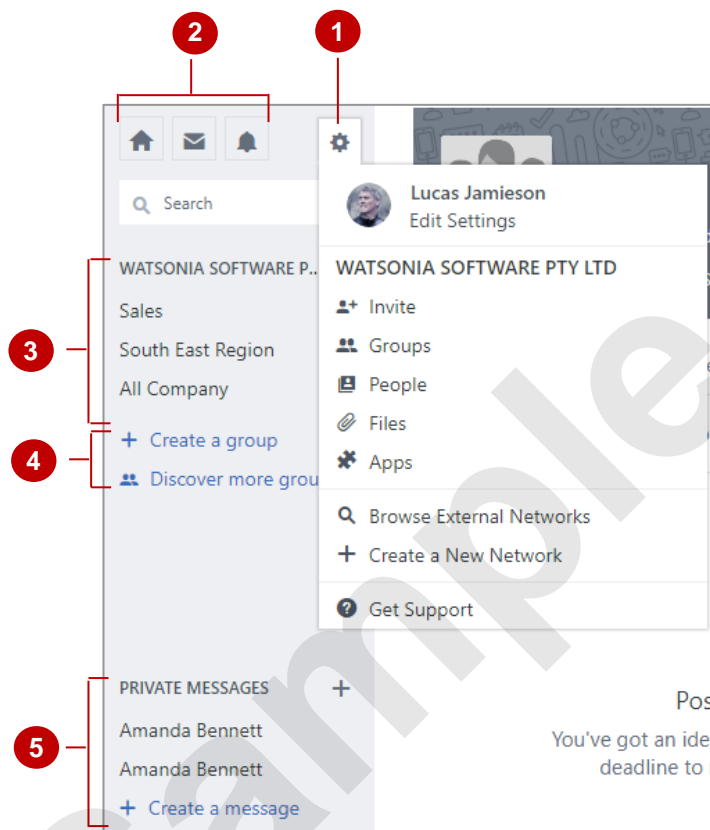 2
1
Search
Lucas Jamieson
Edit Settings
WATSONIA SOFTWARE P..
WATSONIA SOFTWARE PTY LTD
3
Sales
South East Region
All Company
Invite
Groups
People
Files
Apps
4
+ Create a group
Discover more grou
Browse External Networks
+ Create a New Network
? Get Support
5
PRIVATE MESSAGES +
Amanda Bennett
Amanda Bennett
+ Create a message
Pos
You've got an ide
deadline to
Sample